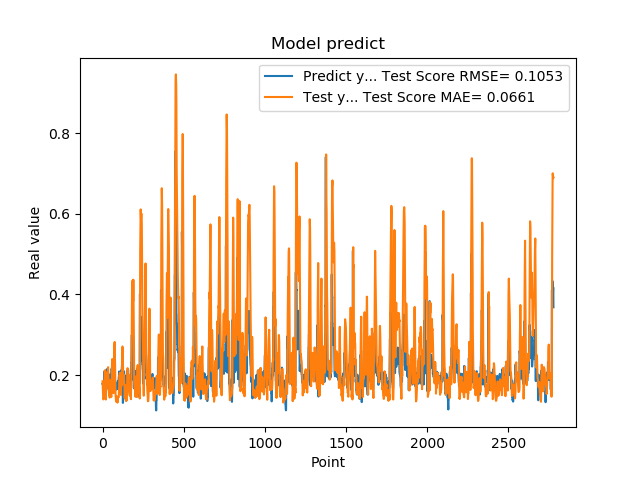 Model predict
Predict y... Test Score RMSE= 0.1053
Test y... Test Score MAE= 0.0661
0.8
0.6
0.4
0.2
Real value
0 500 1000 1500 2000 2500
Point